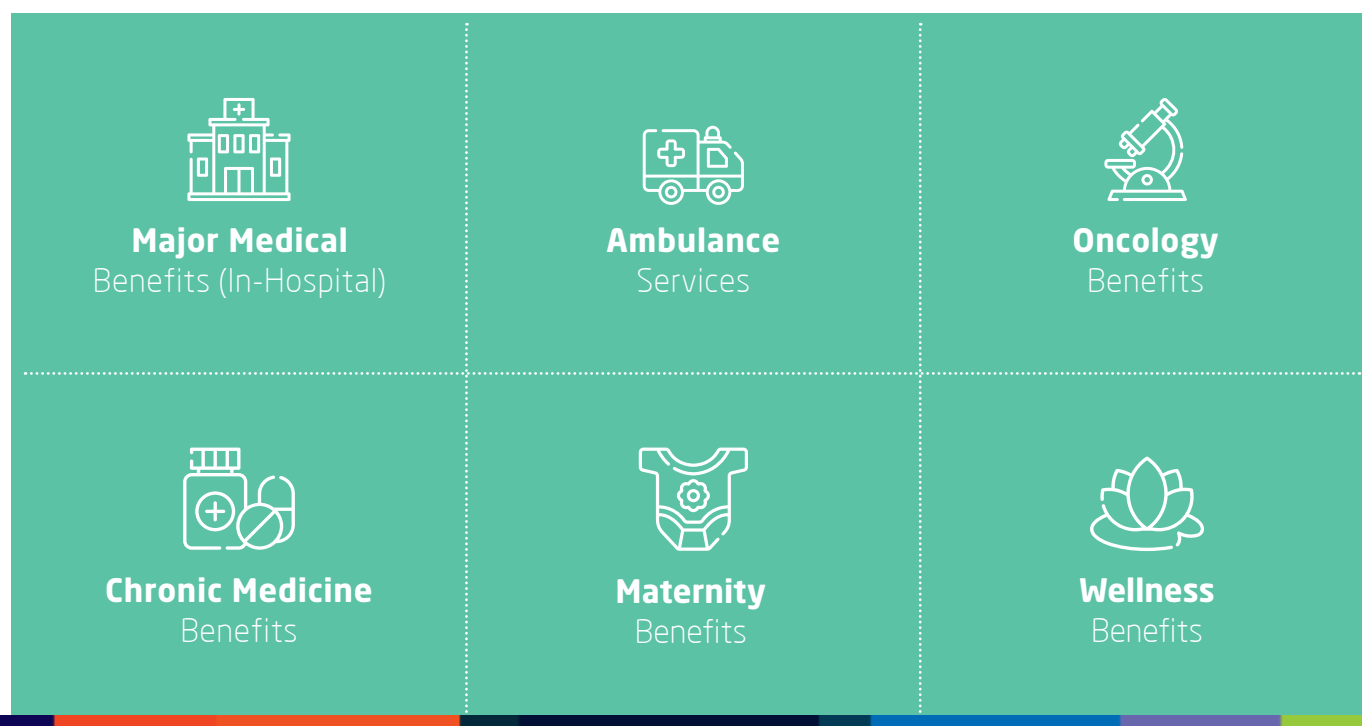 Major Medical
Benefits (In-Hospital)
Ambulance
Services
Oncology
Benefits
Chronic Medicine
Benefits
Maternity
Benefits
Wellness
Benefits